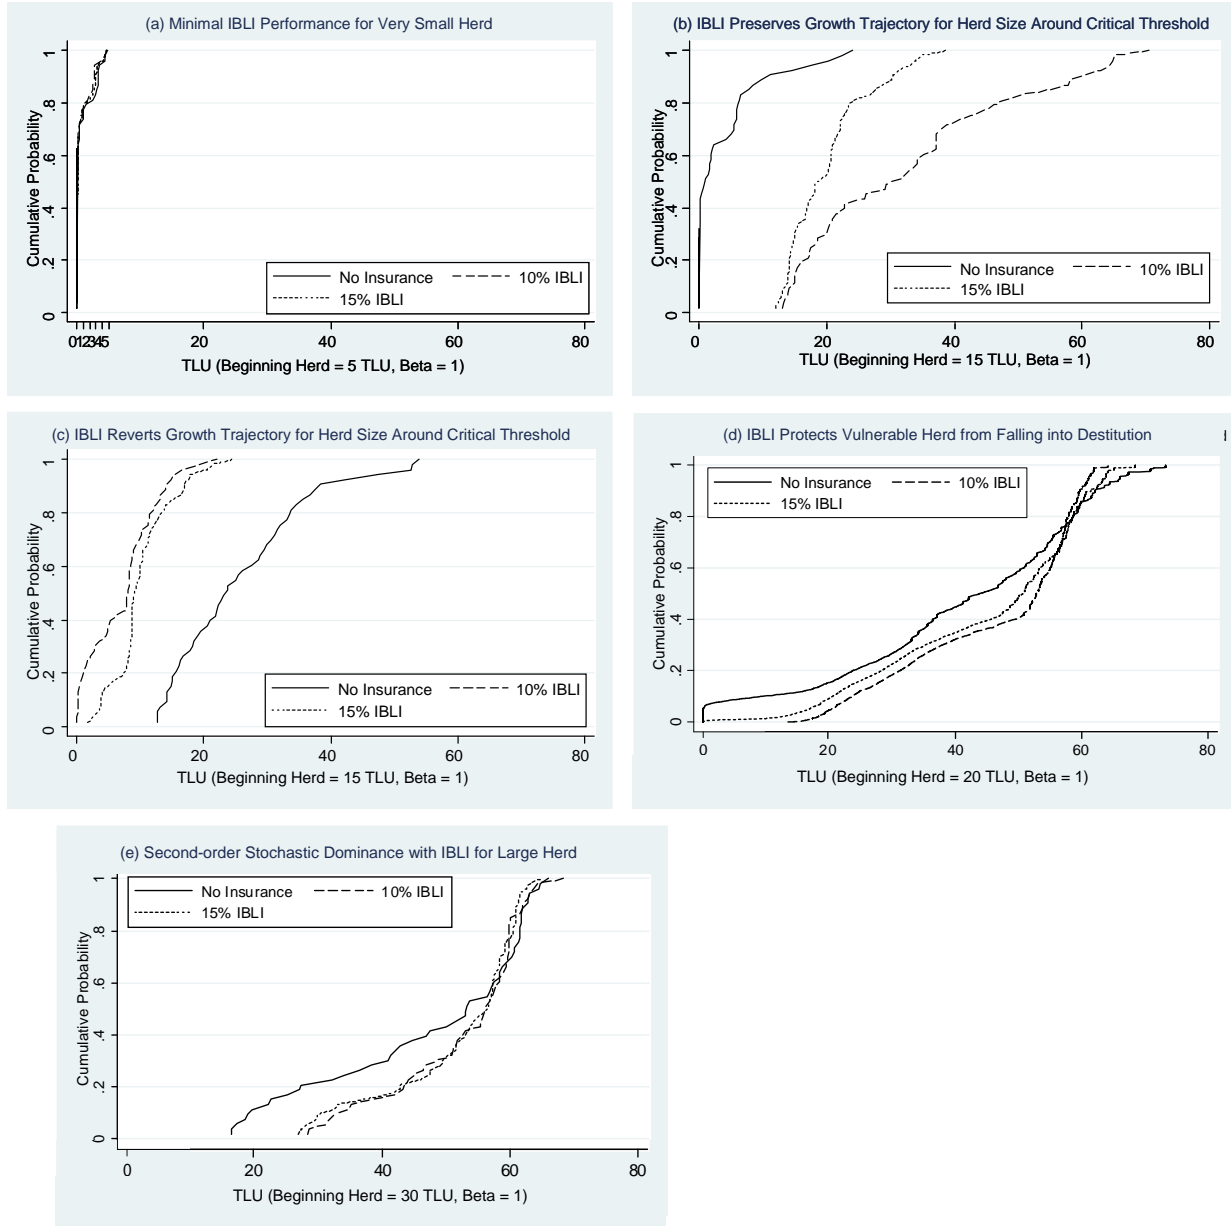 (a) Minimal IBLI Performance for Very Small Herd
Cumulative Probability
0 .2 .4 .6 .8 1
No Insurance 10% IBLI
15% IBLI
012345 20 40 60 80
TLU (Beginning Herd = 5 TLU, Beta = 1)
(b) IBLI Preserves Growth Trajectory for Herd Size Around Critical Threshold
Cumulative Probability
0 .2 .4 .6 .8 1
No Insurance 10% IBLI
15% IBLI
0 20 40 60 80
TLU (Beginning Herd = 15 TLU, Beta = 1)
(c) IBLI Reverts Growth Trajectory for Herd Size Around Critical Threshold
Cumulative Probability
0 .2 .4 .6 .8 1
No Insurance 10% IBLI
15% IBLI
0 20 40 60 80
TLU (Beginning Herd = 15 TLU, Beta = 1)
(d) IBLI Protects Vulnerable Herd from Falling into Destitution
Cumulative Probability
0 .2 .4 .6 .8 1
No Insurance 10% IBLI
15% IBLI
0 20 40 60 80
TLU (Beginning Herd = 20 TLU, Beta = 1)
(e) Second-order Stochastic Dominance with IBLI for Large Herd
Cumulative Probability
0 .2 .4 .6 .8 1
No Insurance 10% IBLI
15% IBLI
0 20 40 60 80
TLU (Beginning Herd = 30 TLU, Beta = 1)